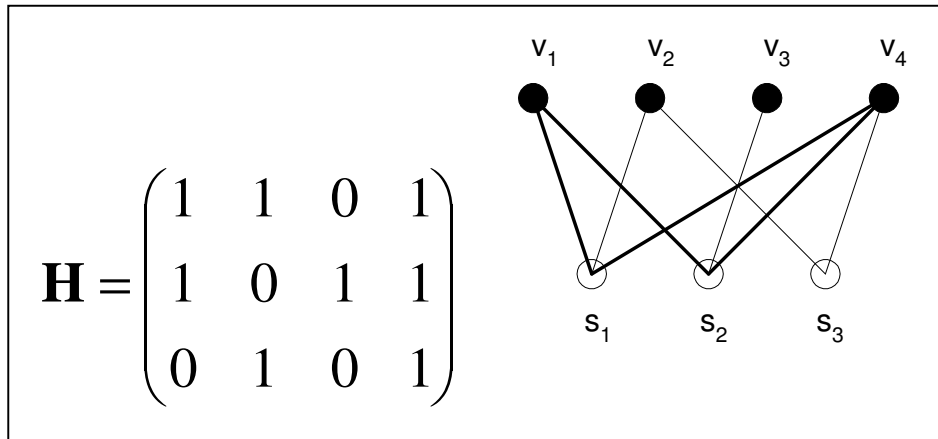 v₁ v₂ v₃ v₄
H = ( 1 1 0 1
1 0 1 1
0 1 0 1 )
s₁ s₂ s₃